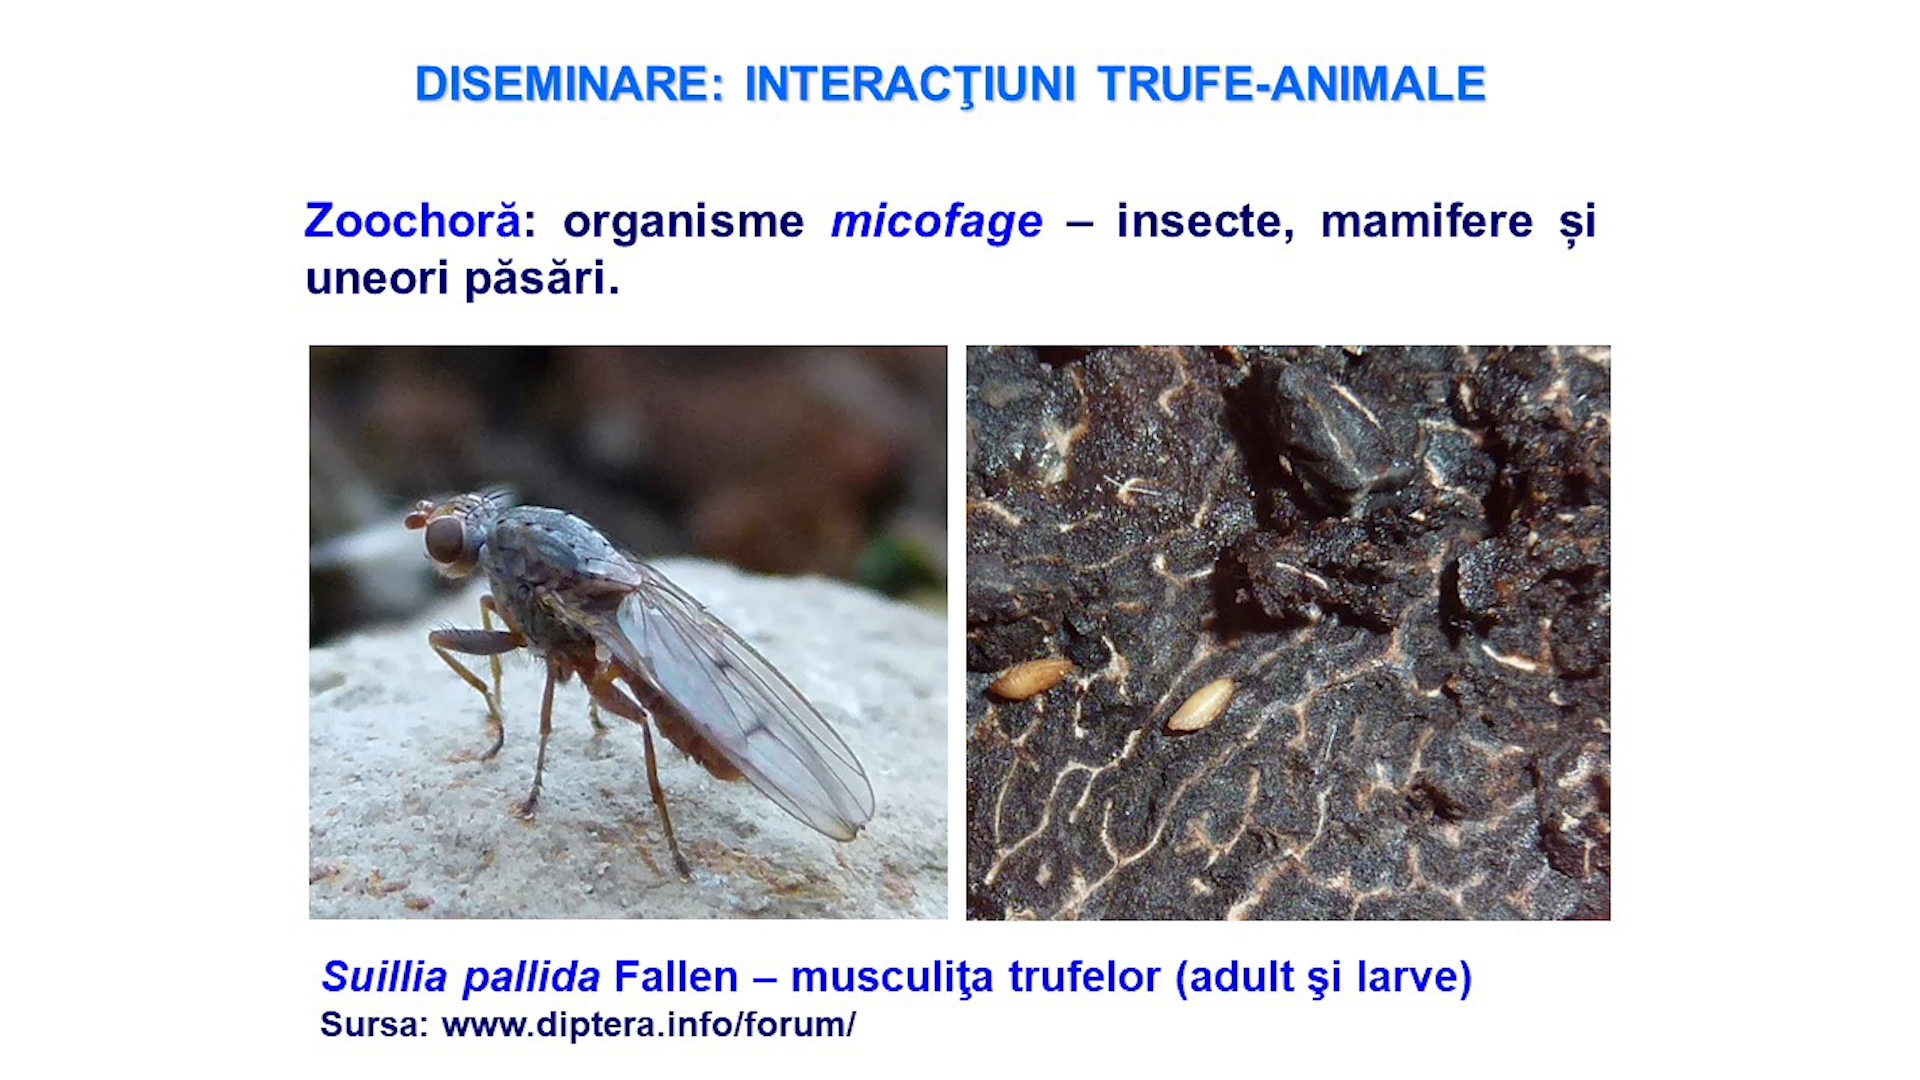 DISEMINARE: INTERACŢIUNI TRUFE-ANIMALE
Zoochoră: organisme micofage – insecte, mamifere și
uneori păsări.
Suillia pallida Fallen – musculiţa trufelor (adult şi larve)
Sursa: www.diptera.info/forum/